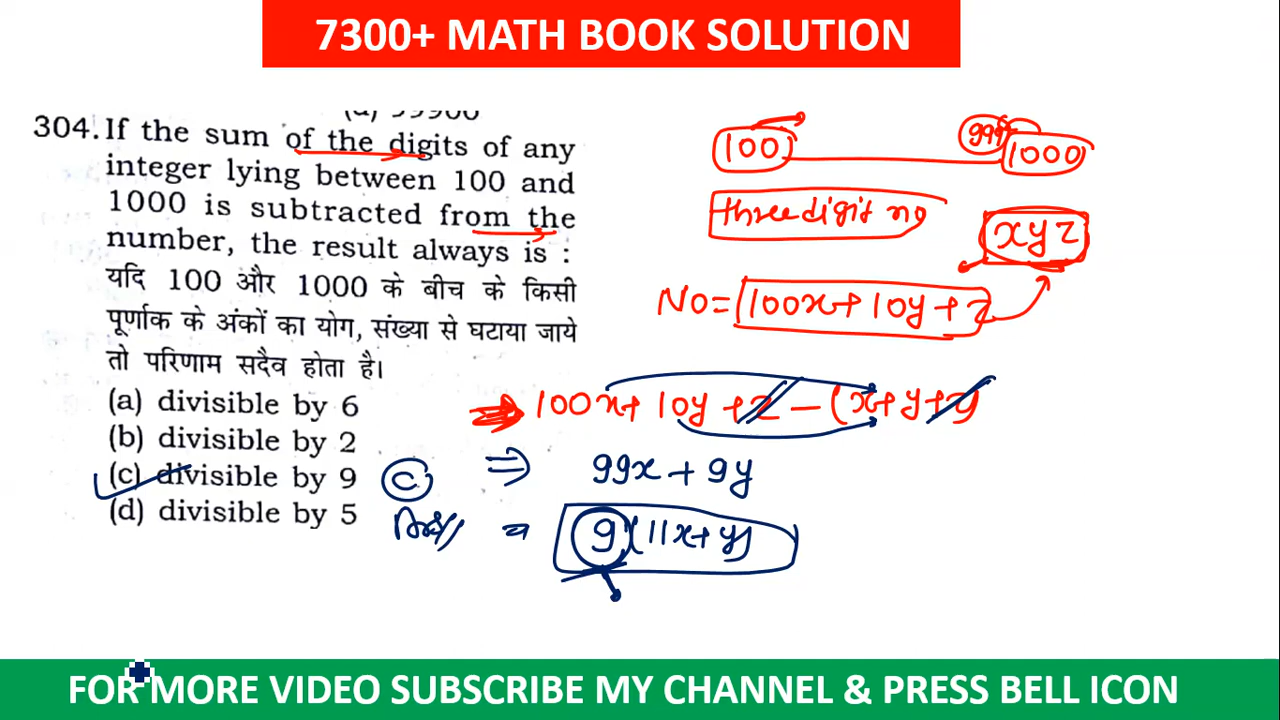 7300+ MATH BOOK SOLUTION
(d) 99900
304. If the sum of the digits of any
integer lying between 100 and
1000 is subtracted from the
number, the result always is :
यदि 100 और 1000 के बीच के किसी
पूर्णाक के अंकों का योग, संख्या से घटाया जाये
तो परिणाम सदैव होता है।
(a) divisible by 6
(b) divisible by 2
(c) divisible by 9
(d) divisible by 5
100 999 1000
three digit no
xyz
No= 100x+ 10y+z
100x+ 10y+z-(x+y+z)
⇒ 99x+9y
C
Ans = 9(11x+y)
FOR MORE VIDEO SUBSCRIBE MY CHANNEL & PRESS BELL ICON